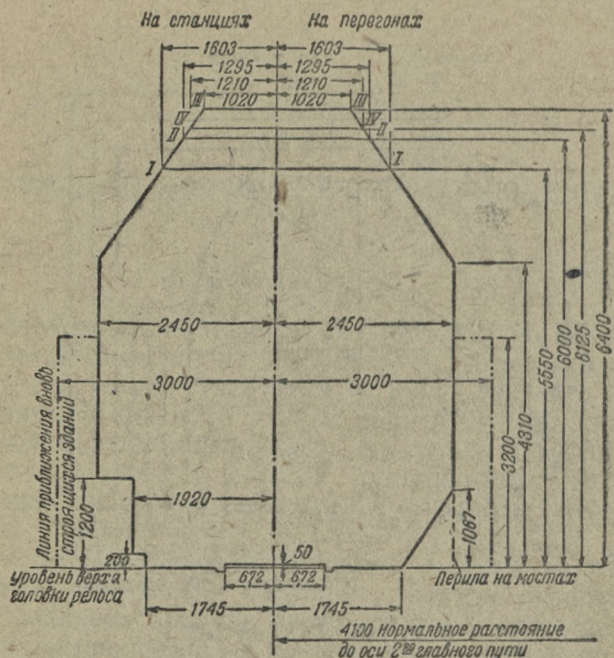 На станциях На перегонах
1603 1603
1295 1295
1210 1210
1020 1020
III III
IV IV
II II
I I
2450 2450
3000 3000
5550
6000
6125
6400
4310
3200
Линия приближения вновь
строящихся зданий
1200
1920
1087
200
50
672 672
Уровень верха
головки рельса
Перила на мостах
1745 1745
4100 Нормальное расстояние
до оси 2го главного пути